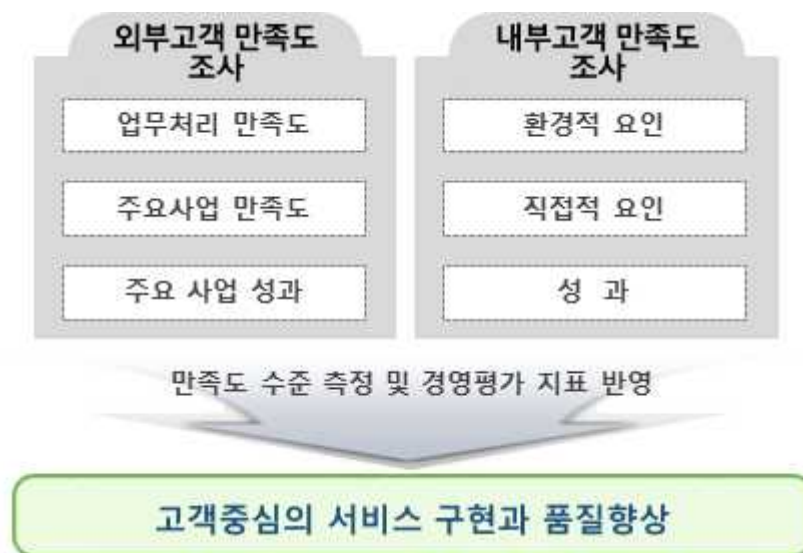 외부고객 만족도
조사
업무처리 만족도
주요사업 만족도
주요 사업 성과
내부고객 만족도
조사
환경적 요인
직접적 요인
성 과
만족도 수준 측정 및 경영평가 지표 반영
고객중심의 서비스 구현과 품질향상